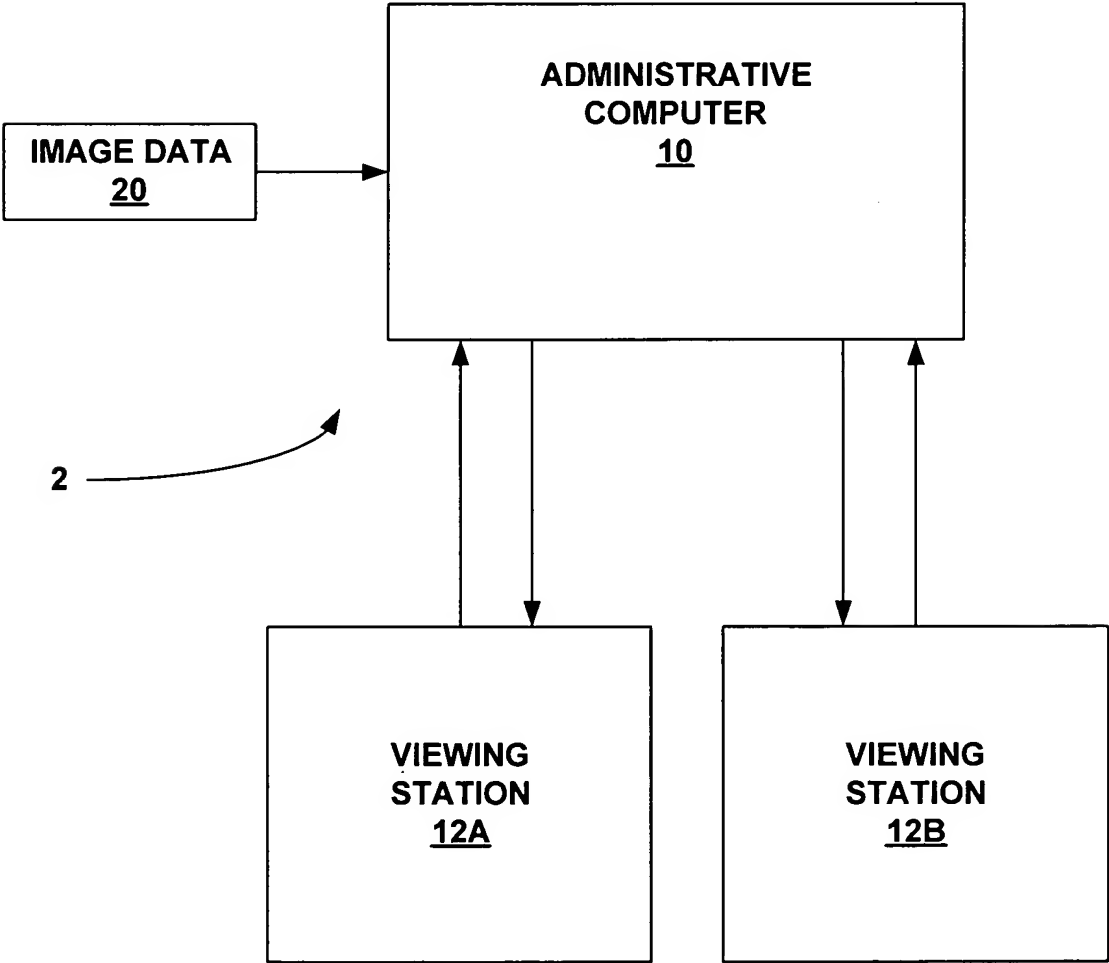 ADMINISTRATIVE
COMPUTER
10
IMAGE DATA
20
2
VIEWING
STATION
12A
VIEWING
STATION
12B